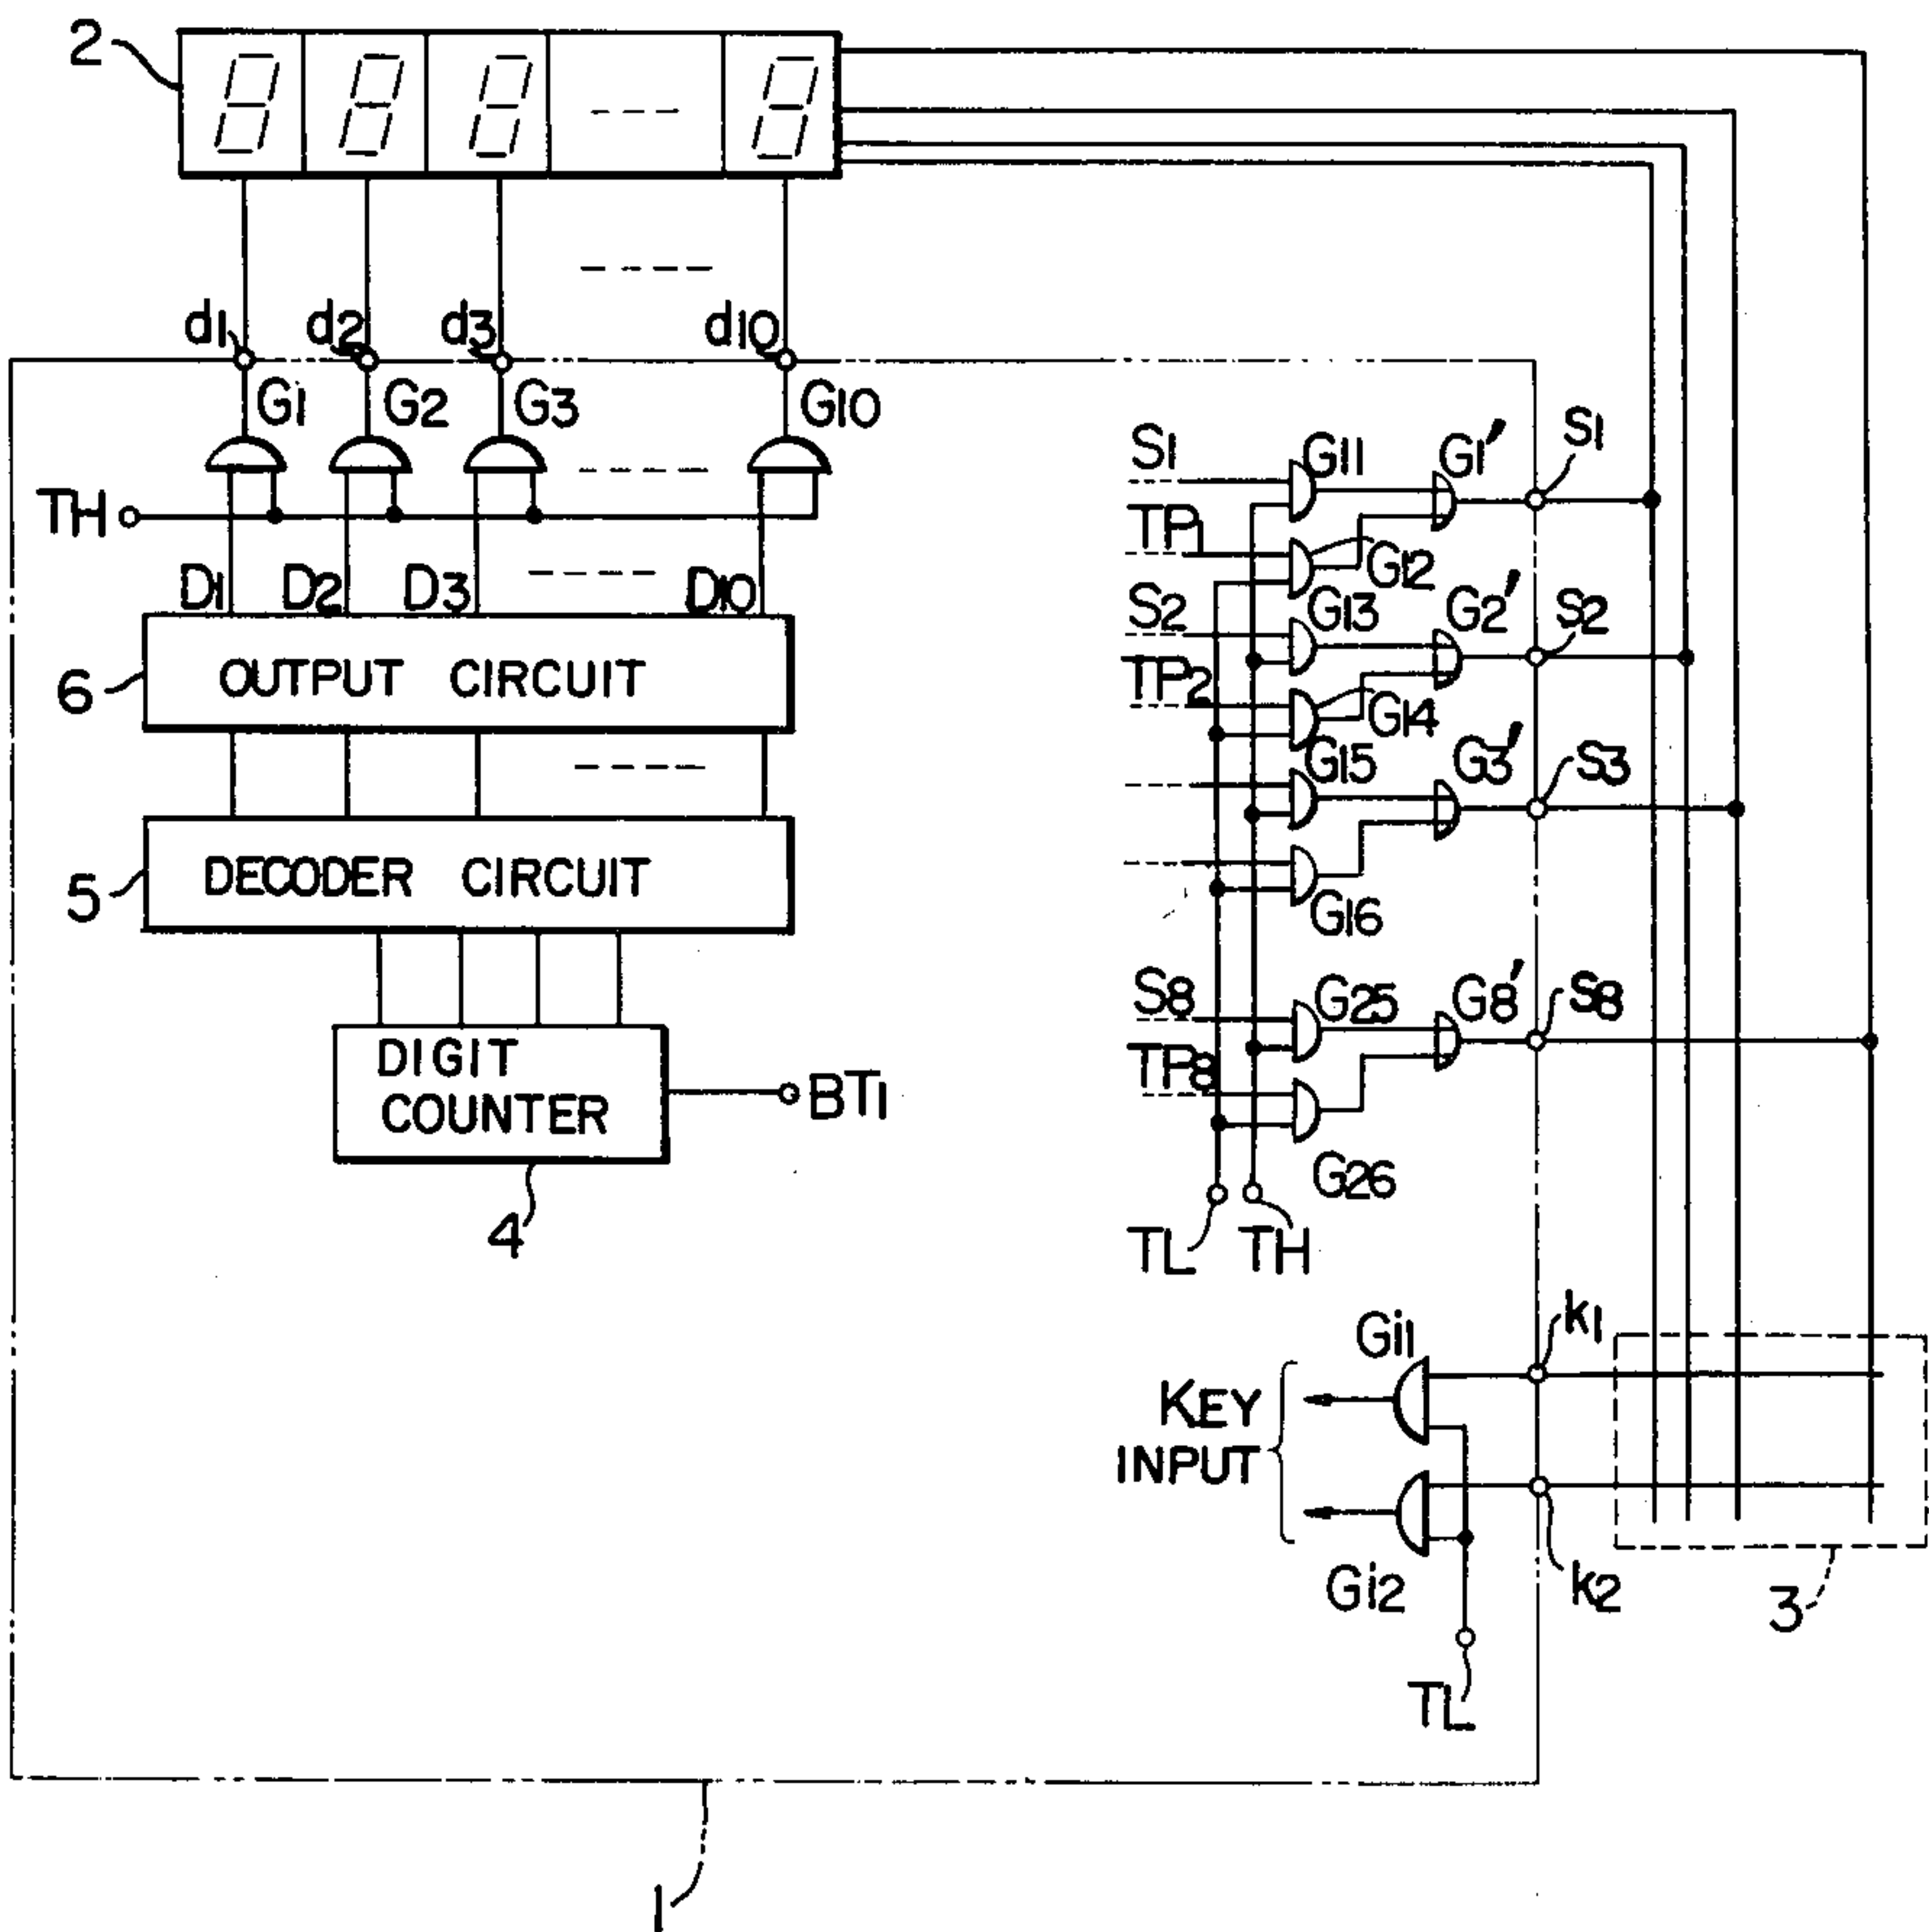 2
d1 d2 d3 d10
G1 G2 G3 G10
TH
D1 D2 D3 D10
6 OUTPUT CIRCUIT
5 DECODER CIRCUIT
DIGIT
COUNTER
BT1
4
S1 G11 G1' S1
TP1 G12
S2 G13 G2' S2
TP2 G14
G15 G3' S3
G16
S8 G25 G8' S8
TP8
G26
TL TH
Gi1 k1
KEY
INPUT
Gi2 k2
3
TL
1